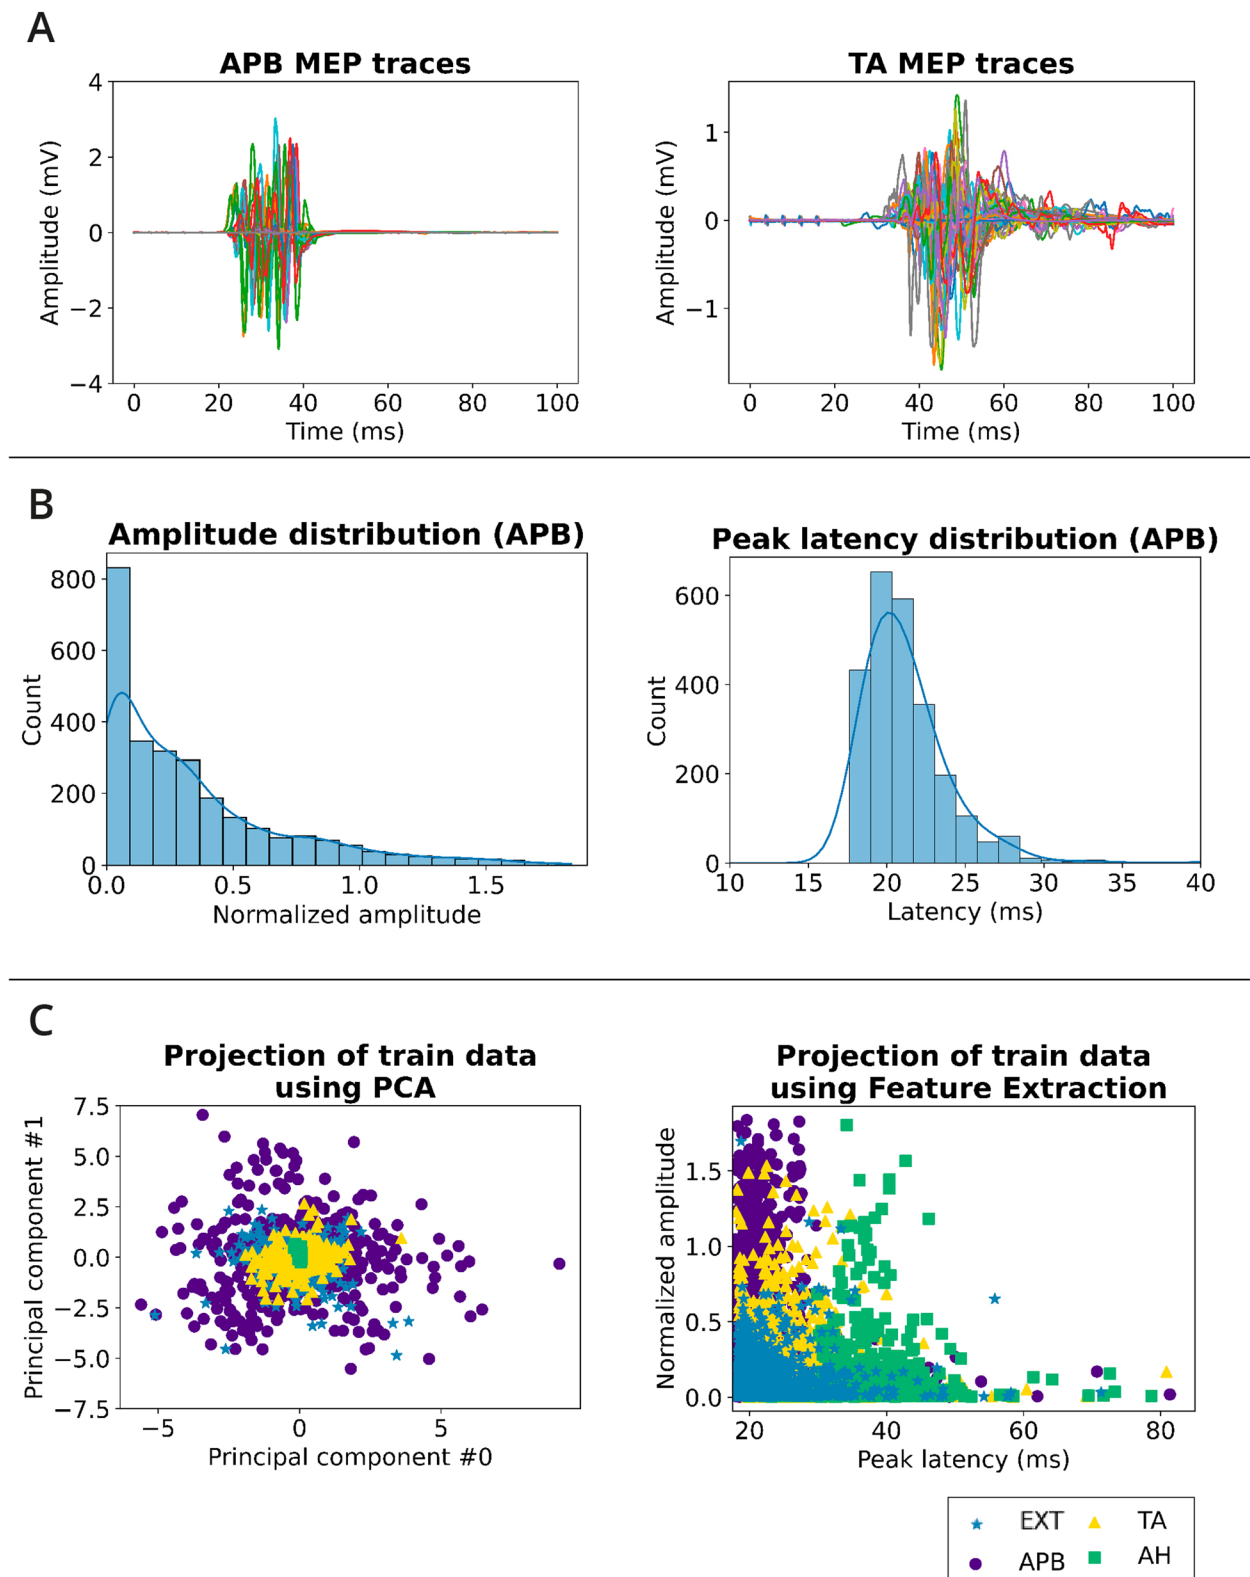 A
APB MEP traces
TA MEP traces
Amplitude (mV)
4
2
0
−2
−4
0 20 40 60 80 100
Time (ms)
Amplitude (mV)
1
0
−1
0 20 40 60 80 100
Time (ms)
B
Amplitude distribution (APB)
Peak latency distribution (APB)
Count
800
600
400
200
0
0.0 0.5 1.0 1.5
Normalized amplitude
Count
600
400
200
0
10 15 20 25 30 35 40
Latency (ms)
C
Projection of train data
using PCA
Projection of train data
using Feature Extraction
Principal component #1
7.5
5.0
2.5
0.0
−2.5
−5.0
−7.5
−5 0 5
Principal component #0
Normalized amplitude
1.5
1.0
0.5
0.0
20 40 60 80
Peak latency (ms)
EXT TA
APB AH